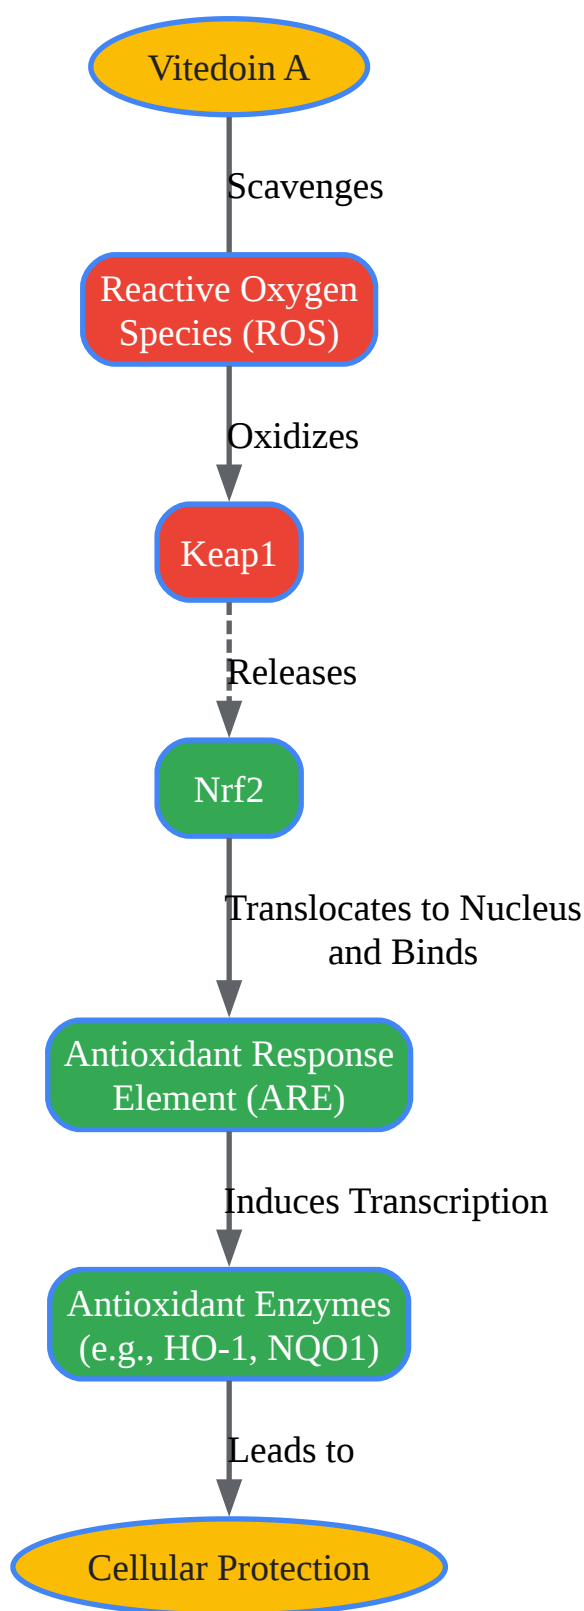 Vitedoin A
Scavenges
Reactive Oxygen
Species (ROS)
Oxidizes
Keap1
Releases
Nrf2
Translocates to Nucleus
and Binds
Antioxidant Response
Element (ARE)
Induces Transcription
Antioxidant Enzymes
(e.g., HO-1, NQO1)
Leads to
Cellular Protection